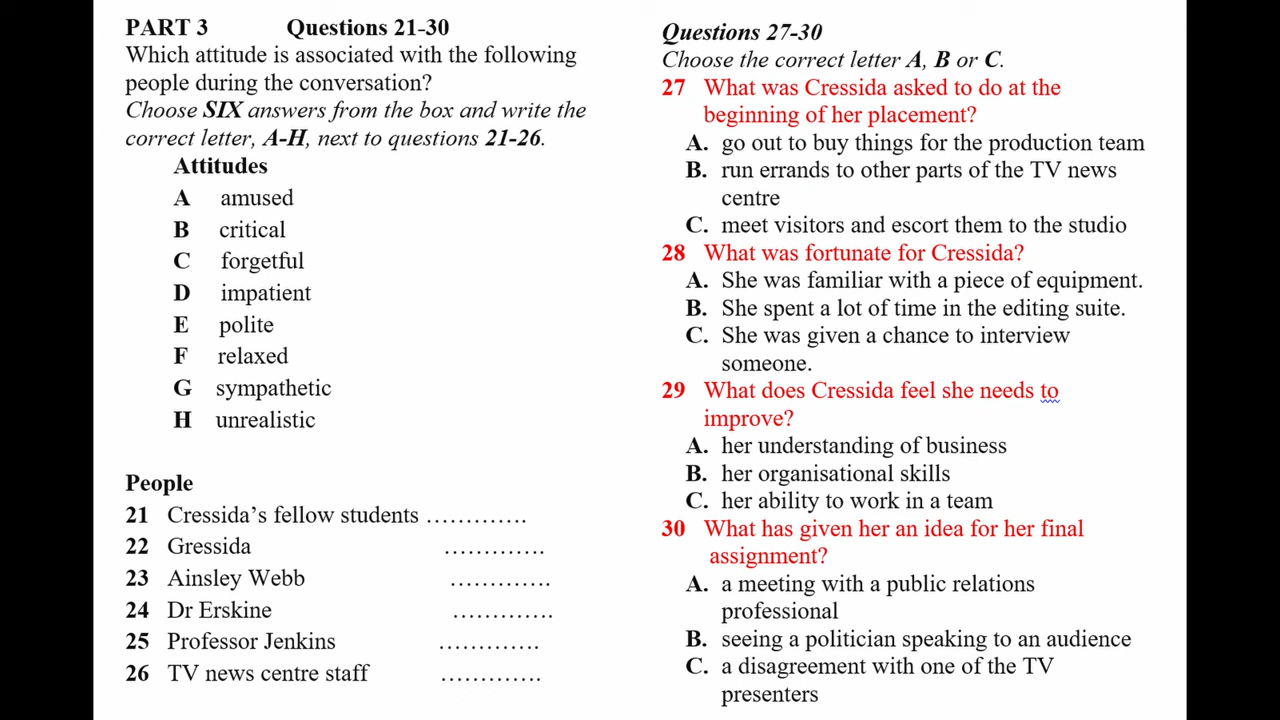 PART 3 Questions 21-30
Which attitude is associated with the following
people during the conversation?
Choose SIX answers from the box and write the
correct letter, A-H, next to questions 21-26.
Attitudes
A amused
B critical
C forgetful
D impatient
E polite
F relaxed
G sympathetic
H unrealistic
People
21 Cressida’s fellow students ………….
22 Gressida ………….
23 Ainsley Webb ………….
24 Dr Erskine ………….
25 Professor Jenkins ………….
26 TV news centre staff ………….
Questions 27-30
Choose the correct letter A, B or C.
27 What was Cressida asked to do at the
beginning of her placement?
A. go out to buy things for the production team
B. run errands to other parts of the TV news
centre
C. meet visitors and escort them to the studio
28 What was fortunate for Cressida?
A. She was familiar with a piece of equipment.
B. She spent a lot of time in the editing suite.
C. She was given a chance to interview
someone.
29 What does Cressida feel she needs to
improve?
A. her understanding of business
B. her organisational skills
C. her ability to work in a team
30 What has given her an idea for her final
assignment?
A. a meeting with a public relations
professional
B. seeing a politician speaking to an audience
C. a disagreement with one of the TV
presenters